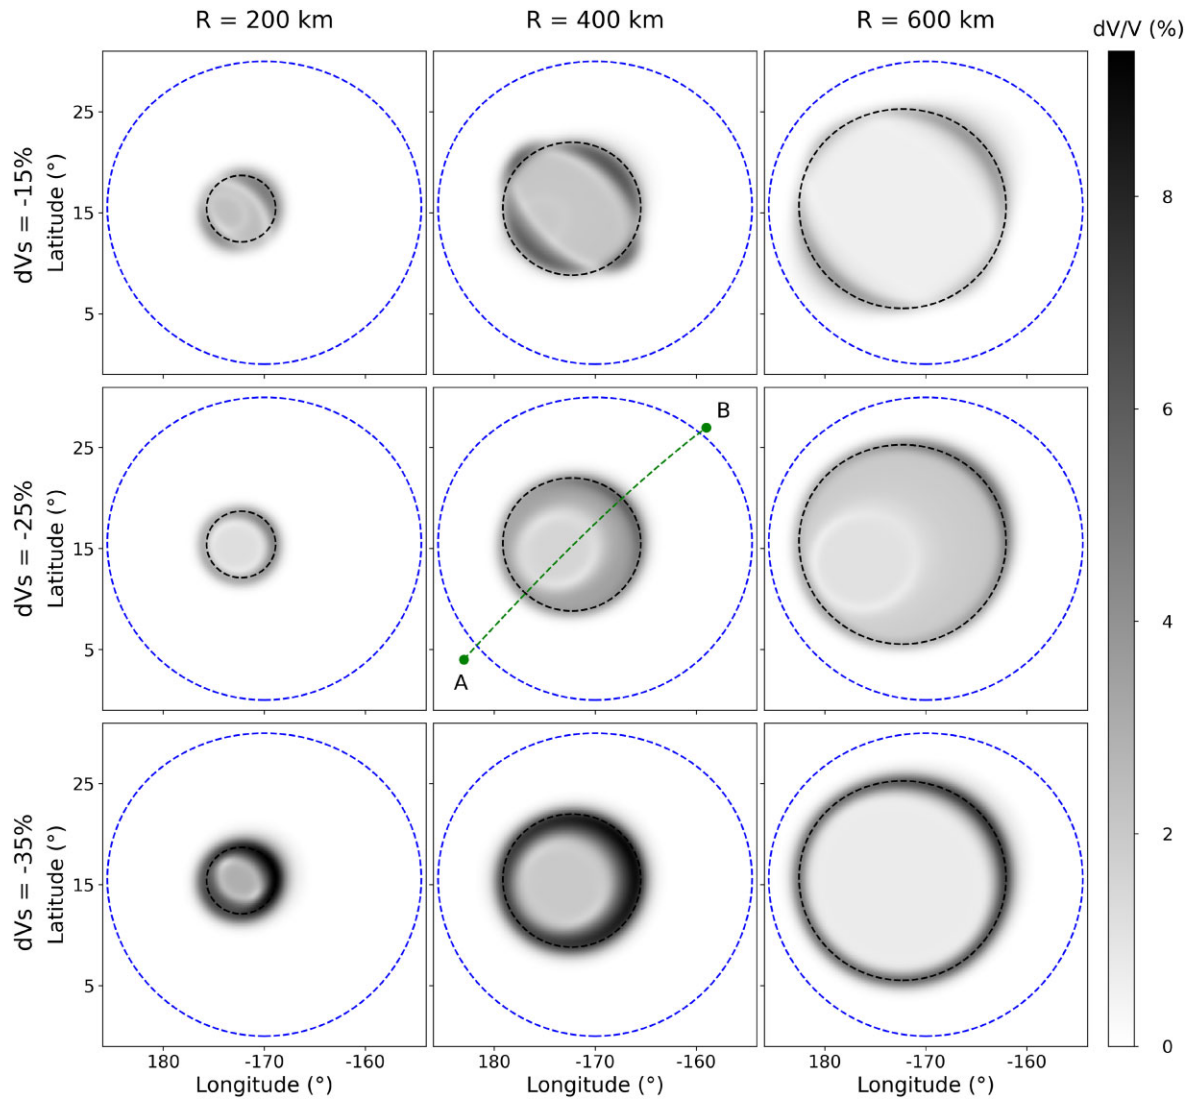 R = 200 km
R = 400 km
R = 600 km
dV/V (%)
dVs = -15%
Latitude (°)
25
15
5
8
6
dVs = -25%
Latitude (°)
25
15
5
B
A
4
dVs = -35%
Latitude (°)
25
15
5
2
0
180
-170
-160
180
-170
-160
180
-170
-160
Longitude (°)
Longitude (°)
Longitude (°)